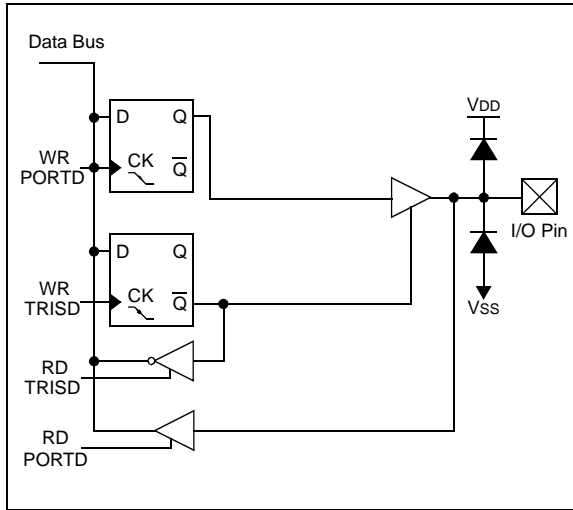 Data Bus
D Q
CK Q
WR
PORTD
D Q
CK Q
WR
TRISD
RD
TRISD
RD
PORTD
VDD
I/O Pin
VSS